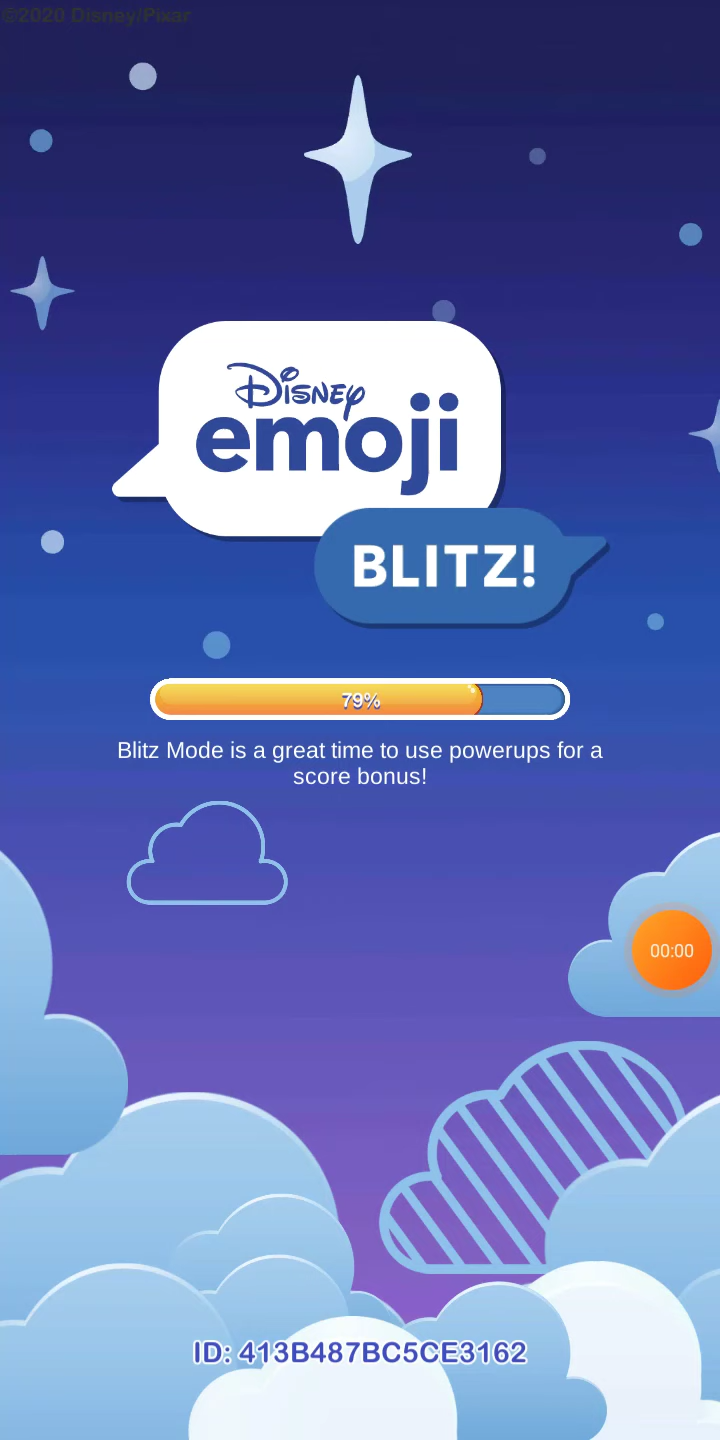 ©2020 Disney/Pixar
Disney
emoji
BLITZ!
79%
Blitz Mode is a great time to use powerups for a
score bonus!
00:00
ID: 413B487BC5CE3162